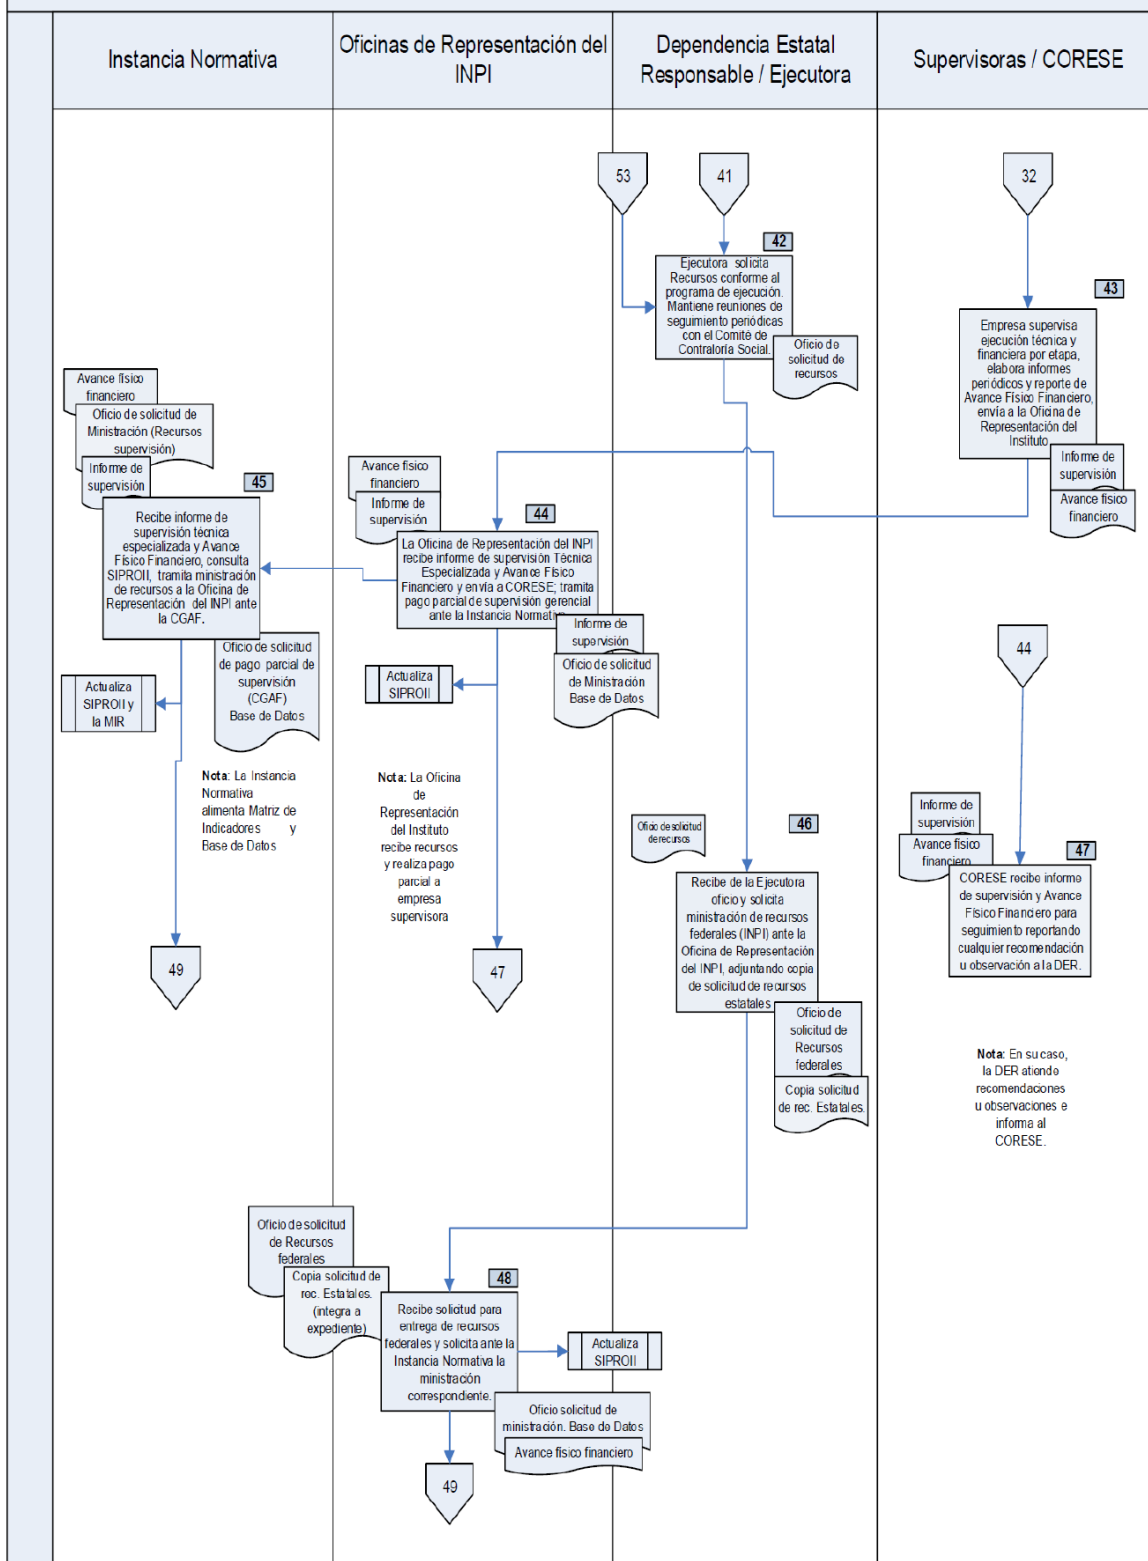 Instancia Normativa
Oficinas de Representación del
INPI
Dependencia Estatal
Responsable / Ejecutora
Supervisoras / CORESE
53
41
32
42
Ejecutora solicita
Recursos conforme al
programa de ejecución.
Mantiene reuniones de
seguimiento periódicas
con el Comité de
Contraloría Social.
Oficio de
solicitud de
recursos
43
Empresa supervisa
ejecución técnica y
financiera por etapa,
elabora informes
periódicos y reporte de
Avance Físico Financiero,
envía a la Oficina de
Representación del
Instituto
Informe de
supervisión
Avance físico
financiero
Avance físico
financiero
Oficio de solicitud de
Ministración (Recursos
supervisión)
Informe de
supervisión
45
Recibe informe de
supervisión técnica
especializada y Avance
Físico Financiero, consulta
SIPROII, tramita ministración
de recursos a la Oficina de
Representación del INPI ante
la CGAF.
Oficio de solicitud
de pago parcial de
supervisión
(CGAF)
Base de Datos
Actualiza
SIPROII y
la MIR
Nota: La Instancia
Normativa
alimenta Matriz de
Indicadores y
Base de Datos
49
Avance físico
financiero
Informe de
supervisión
44
La Oficina de Representación del INPI
recibe informe de supervisión Técnica
Especializada y Avance Físico
Financiero y envía a CORESE; tramita
pago parcial de supervisión gerencial
ante la Instancia Normativa
Informe de
supervisión
Oficio de solicitud
de Ministración
Base de Datos
Actualiza
SIPROII
Nota: La Oficina
de
Representación
del Instituto
recibe recursos
y realiza pago
parcial a
empresa
supervisora
47
44
Informe de
supervisión
Avance físico
financiero
47
CORESE recibe informe
de supervisión y Avance
Físico Financiero para
seguimiento reportando
cualquier recomendación
u observación a la DER.
Nota: En su caso,
la DER atiende
recomendaciones
u observaciones e
informa al
CORESE.
Oficio de solicitud
de recursos
46
Recibe de la Ejecutora
oficio y solicita
ministración de recursos
federales (INPI) ante la
Oficina de Representación
del INPI, adjuntando copia
de solicitud de recursos
estatales
Oficio de
solicitud de
Recursos
federales
Copia solicitud
de rec. Estatales.
Oficio de solicitud
de Recursos
federales
Copia solicitud de
rec. Estatales.
(integra a
expediente)
48
Recibe solicitud para
entrega de recursos
federales y solicita ante la
Instancia Normativa la
ministración
correspondiente.
Actualiza
SIPROII
Oficio solicitud de
ministración. Base de Datos
Avance físico financiero
49